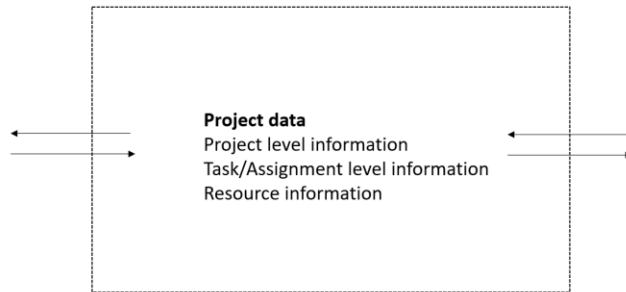 Project data
Project level information
Task/Assignment level information
Resource information